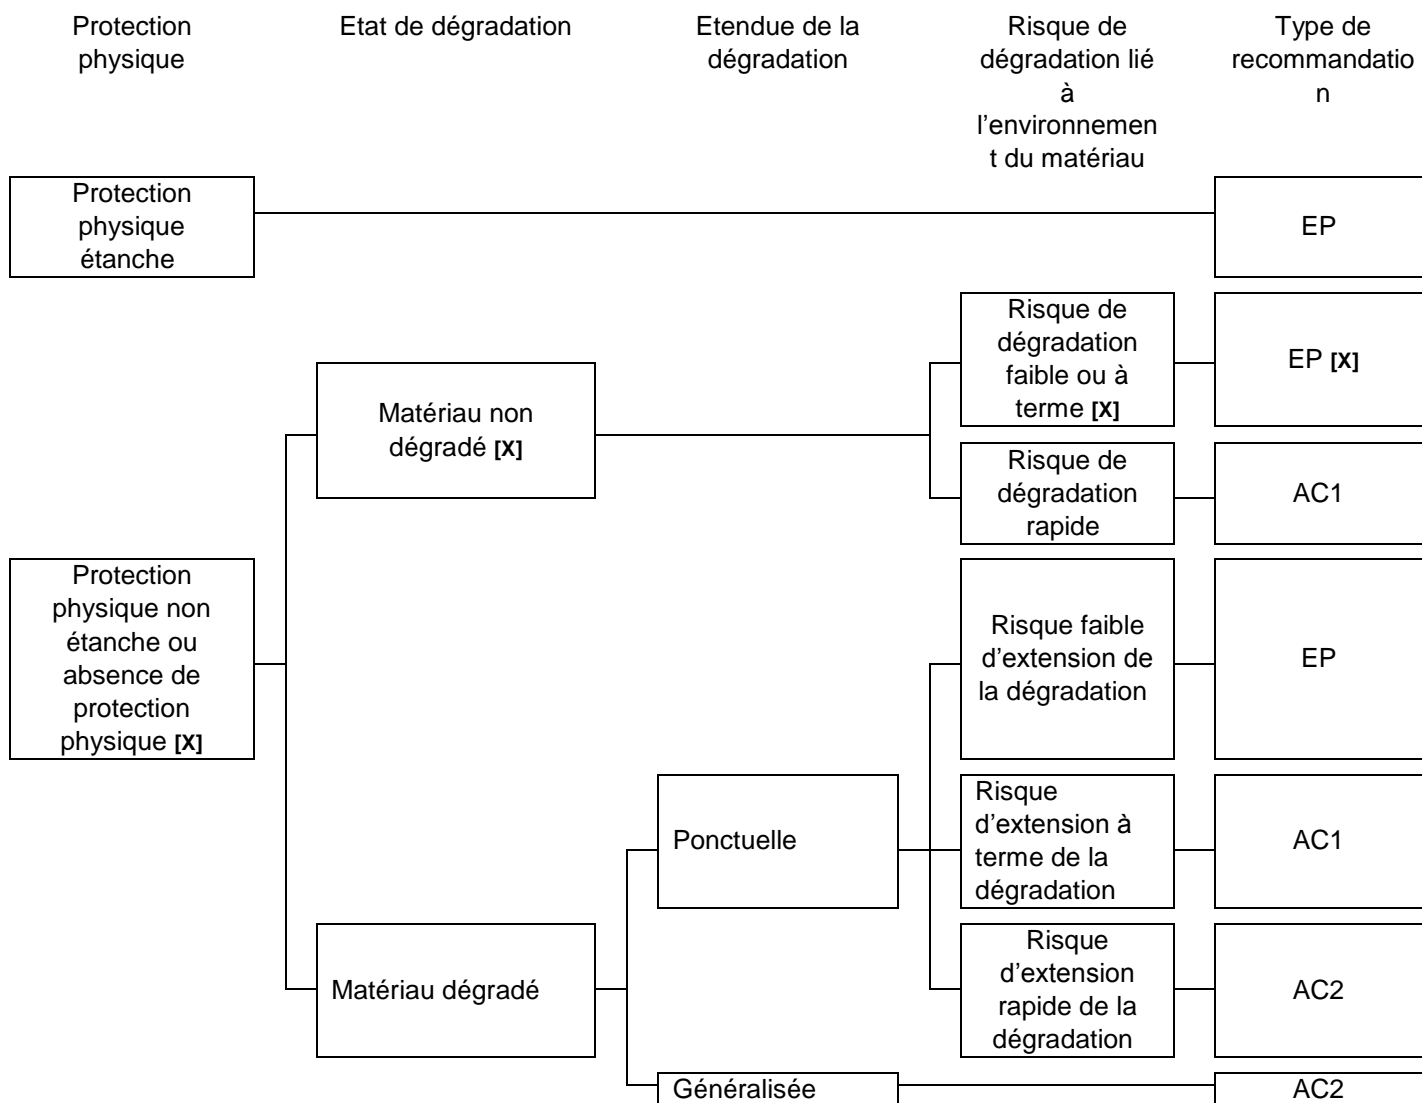 Protection
physique
Etat de dégradation
Etendue de la
dégradation
Risque de
dégradation lié
à
l'environnemen
t du matériau
Type de
recommandatio
n
Protection
physique
étanche
EP
Risque de
dégradation
faible ou à
terme [X]
EP [X]
Matériau non
dégradé [X]
Risque de
dégradation
rapide
AC1
Protection
physique non
étanche ou
absence de
protection
physique [X]
Risque faible
d'extension de
la dégradation
EP
Ponctuelle
Risque
d'extension à
terme de la
dégradation
AC1
Matériau dégradé
Risque
d'extension
rapide de la
dégradation
AC2
Généralisée
AC2